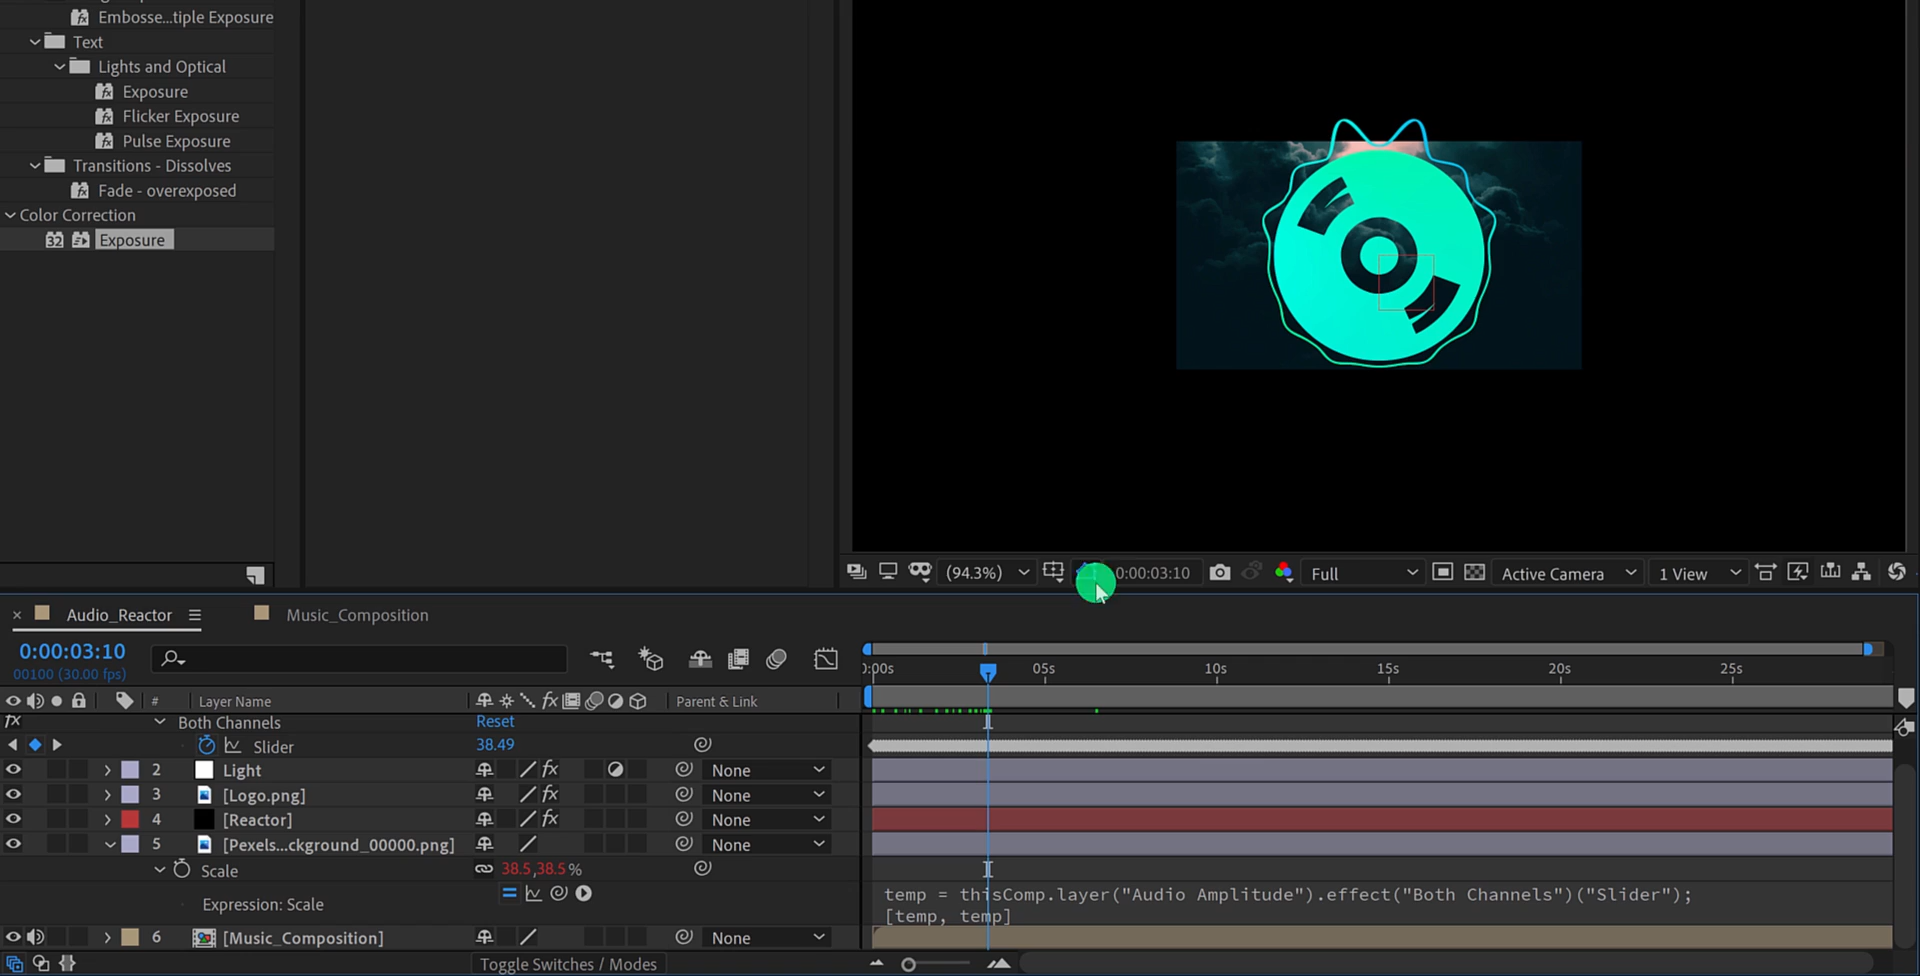 Embosse...tiple Exposure
Text
Lights and Optical
Exposure
Flicker Exposure
Pulse Exposure
Transitions - Dissolves
Fade - overexposed
Color Correction
32 Exposure
(94.3%) 0:00:03:10 Full Active Camera 1 View
× Audio_Reactor Music_Composition
0:00:03:10
00100 (30.00 fps)
):00s 05s 10s 15s 20s 25s
# Layer Name Parent & Link
fx Both Channels Reset
Slider 38.49
2 Light fx None
3 [Logo.png] fx None
4 [Reactor] fx None
5 [Pexels...ckground_00000.png] None
Scale 38.5,38.5%
Expression: Scale
temp = thisComp.layer("Audio Amplitude").effect("Both Channels")("Slider");
[temp, temp]
6 [Music_Composition] None
Toggle Switches / Modes